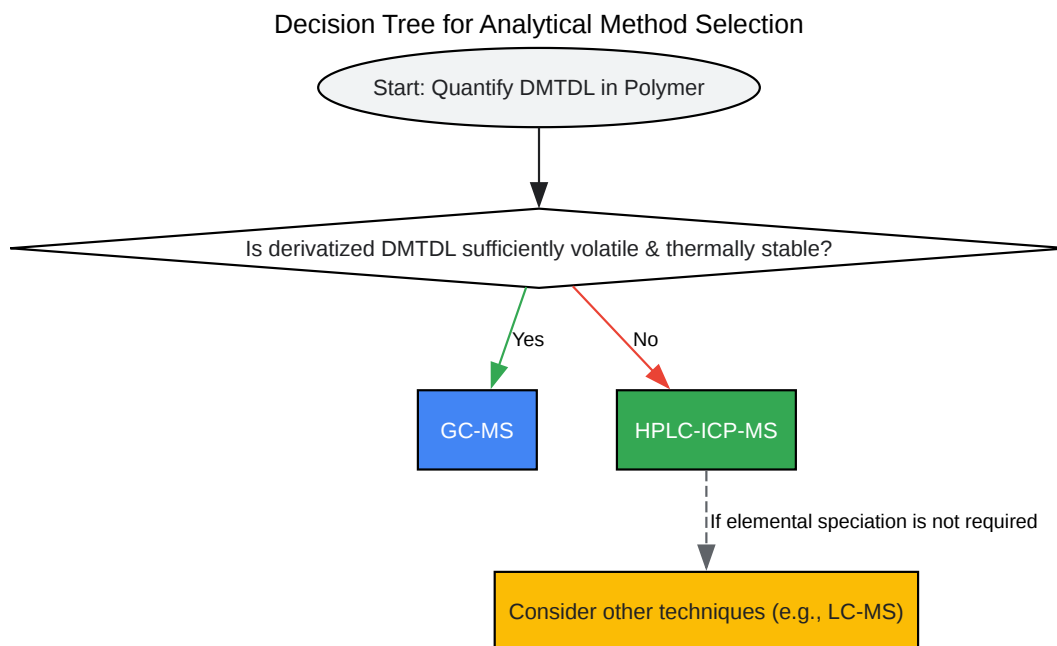 Decision Tree for Analytical Method Selection
Start: Quantify DMTDL in Polymer
Is derivatized DMTDL sufficiently volatile & thermally stable?
Yes
No
GC-MS
HPLC-ICP-MS
If elemental speciation is not required
Consider other techniques (e.g., LC-MS)